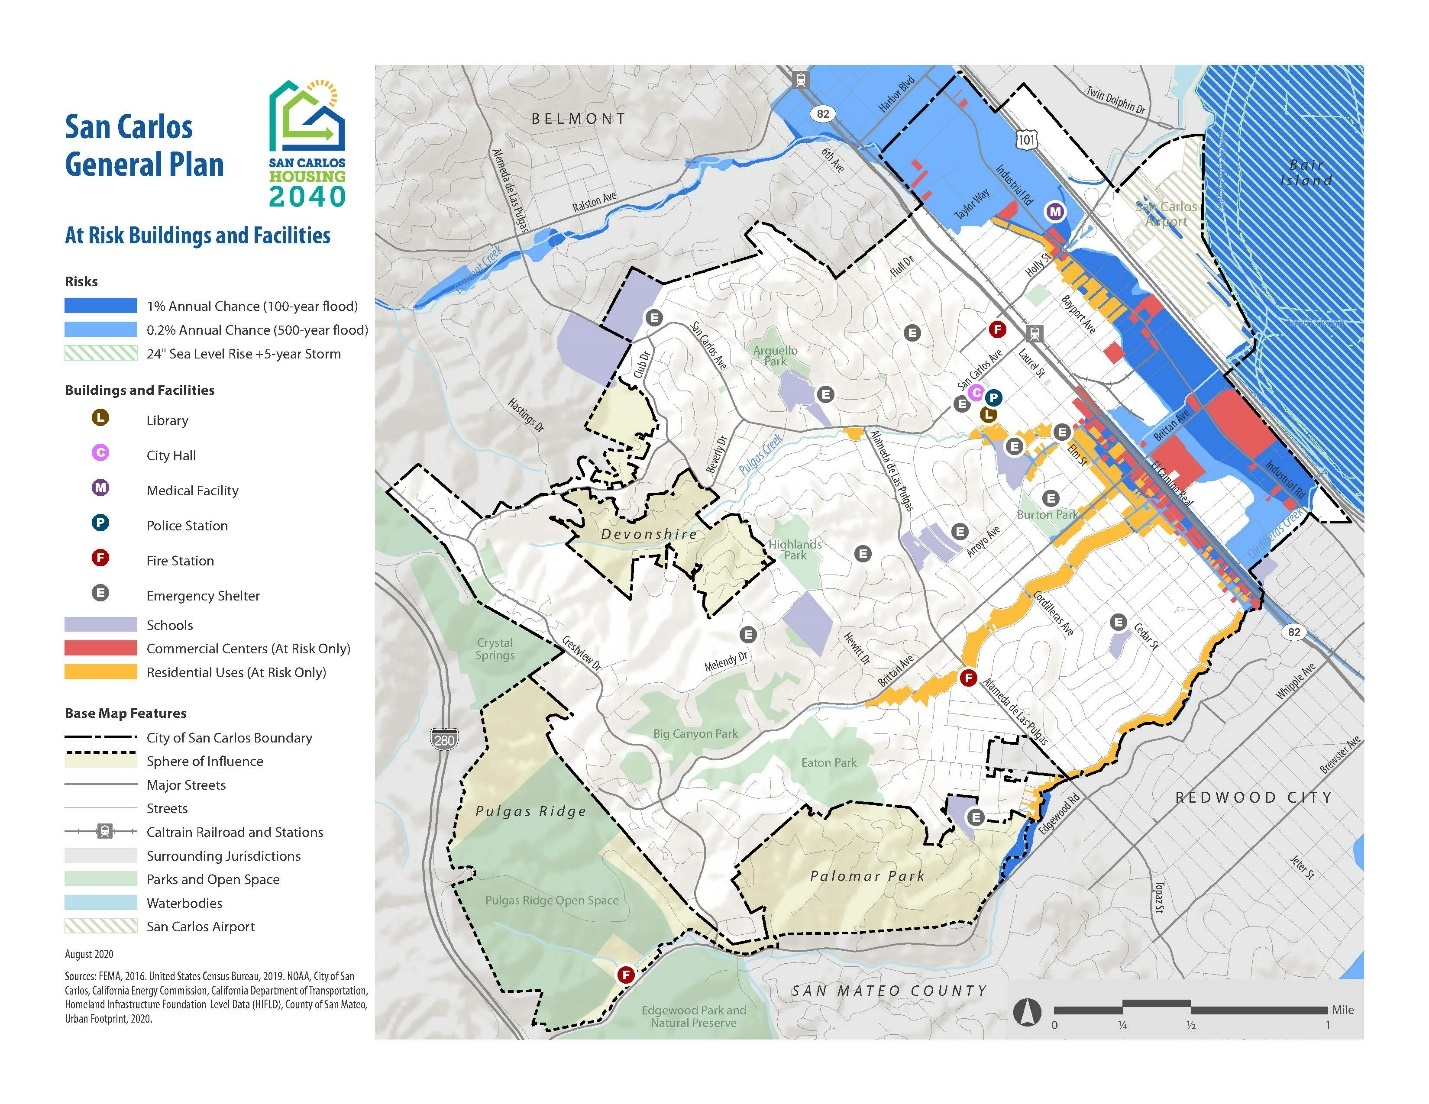 San Carlos
General Plan
SAN CARLOS
HOUSING
2040
At Risk Buildings and Facilities
Risks
1% Annual Chance (100-year flood)
0.2% Annual Chance (500-year flood)
24" Sea Level Rise +5-year Storm
Buildings and Facilities
L Library
C City Hall
M Medical Facility
P Police Station
F Fire Station
E Emergency Shelter
Schools
Commercial Centers (At Risk Only)
Residential Uses (At Risk Only)
Base Map Features
City of San Carlos Boundary
Sphere of Influence
Major Streets
Streets
Caltrain Railroad and Stations
Surrounding Jurisdictions
Parks and Open Space
Waterbodies
San Carlos Airport
August 2020
Sources: FEMA, 2016. United States Census Bureau, 2019. NOAA, City of San
Carlos, California Energy Commission, California Department of Transportation,
Homeland Infrastructure Foundation-Level Data (HIFLD), County of San Mateo,
Urban Footprint, 2020.
BELMONT
82
Harbor Blvd
Twin Dolphin Dr
101
6th Ave
Bair
Island
Alameda de Las Pulgas
Ralston Ave
Industrial Rd
Taylor Way
M
San Carlos
Airport
Creek
Hull Dr
Holly St
Bayport Ave
E
San Carlos Ave
Club Dr
Arguello
Park
E
F
Laurel St
San Carlos Ave
E
C
P
E
L
Hastings Dr
Beverly Dr
Pulgas Creek
Alameda de Las Pulgas
E
E
Elm St
Brittan Ave
El Camino Real
Industrial Rd
E
Burton Park
Devonshire
Highlands
Park
E
E
Arroyo Ave
Cordilleras Creek
Cordilleras Ave
E
Cedar St
82
Crystal
Springs
Crestview Dr
E
Melendy Dr
Hewitt Dr
Brittan Ave
F
Alameda de Las Pulgas
Whipple Ave
280
Big Canyon Park
Eaton Park
Brewster Ave
REDWOOD CITY
Pulgas Ridge
E
Edgewood Rd
Palomar Park
Jeter St
Topaz St
Pulgas Ridge Open Space
F
SAN MATEO COUNTY
Edgewood Park and
Natural Preserve
0 ¼ ½ 1 Mile